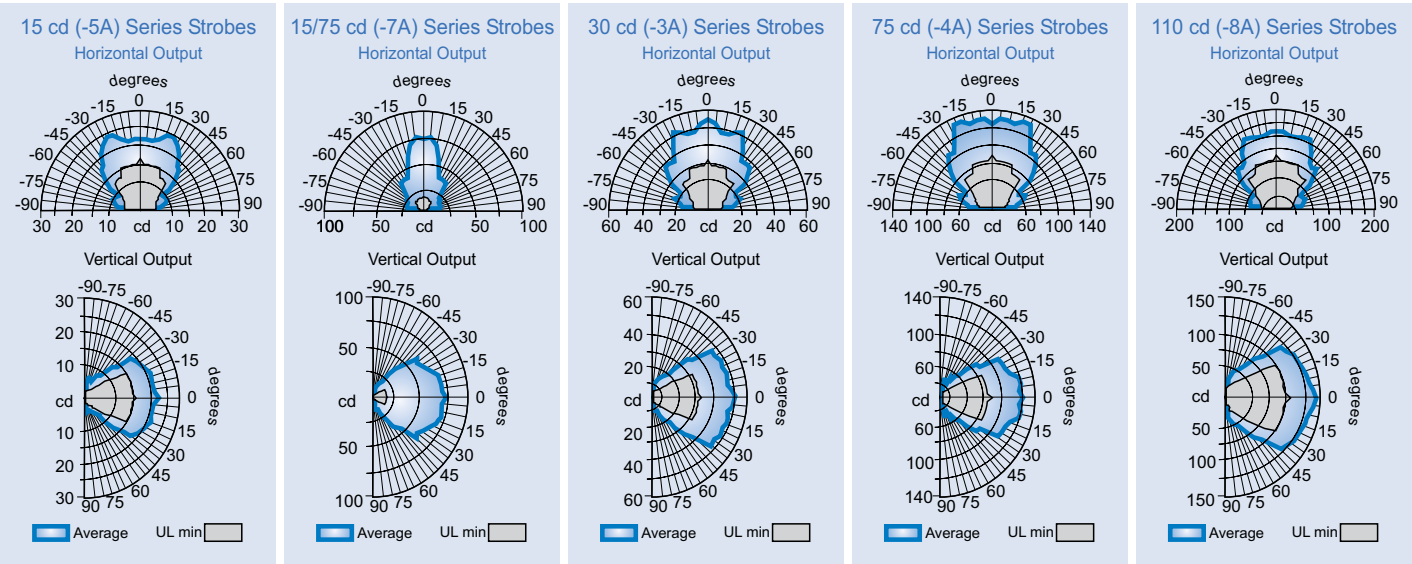 15 cd (-5A) Series Strobes
Horizontal Output
degrees
0
-15 15
-30 30
-45 45
-60 60
-75 75
-90 90
30 20 10 cd 10 20 30
Vertical Output
-90 -75 -60 -45 -30 -15 0 15 30 45 60 75 90
degrees
30
20
10
cd
10
20
30
Average UL min
15/75 cd (-7A) Series Strobes
Horizontal Output
degrees
0
-15 15
-30 30
-45 45
-60 60
-75 75
-90 90
100 50 cd 50 100
Vertical Output
-90 -75 -60 -45 -30 -15 0 15 30 45 60 75 90
degrees
100
50
cd
50
100
Average UL min
30 cd (-3A) Series Strobes
Horizontal Output
degrees
0
-15 15
-30 30
-45 45
-60 60
-75 75
-90 90
60 40 20 cd 20 40 60
Vertical Output
-90 -75 -60 -45 -30 -15 0 15 30 45 60 75 90
degrees
60
40
20
cd
20
40
60
Average UL min
75 cd (-4A) Series Strobes
Horizontal Output
degrees
0
-15 15
-30 30
-45 45
-60 60
-75 75
-90 90
140 100 60 cd 60 100 140
Vertical Output
-90 -75 -60 -45 -30 -15 0 15 30 45 60 75 90
degrees
140
100
60
cd
60
100
140
Average UL min
110 cd (-8A) Series Strobes
Horizontal Output
degrees
0
-15 15
-30 30
-45 45
-60 60
-75 75
-90 90
200 100 cd 100 200
Vertical Output
-90 -75 -60 -45 -30 -15 0 15 30 45 60 75 90
degrees
150
100
50
cd
50
100
150
Average UL min